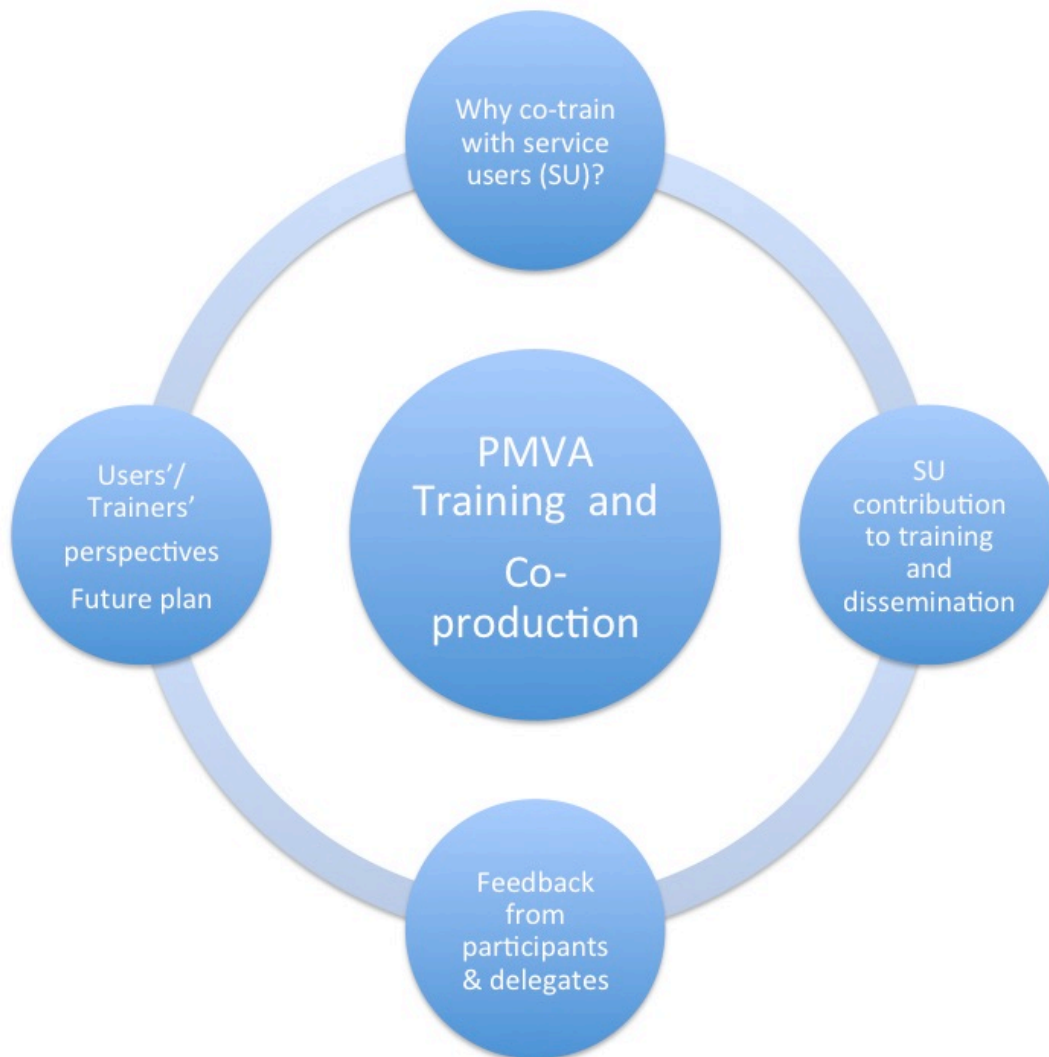 Why co-train
with service
users (SU)?
PMVA
Training and
Co-
production
SU
contribution
to training
and
dissemination
Feedback
from
participants
& delegates
Users’/
Trainers’
perspectives
Future plan